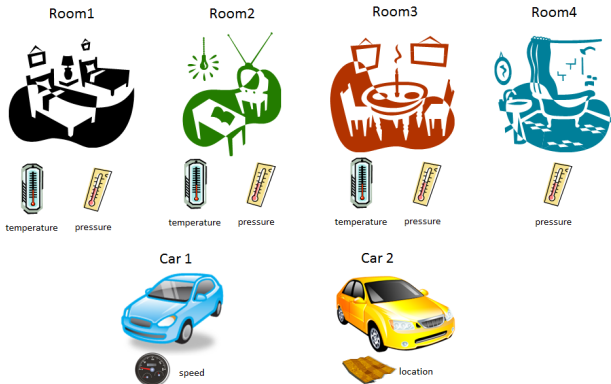 Room1 Room2 Room3 Room4
temperature pressure temperature pressure temperature pressure pressure
Car 1 Car 2
speed location